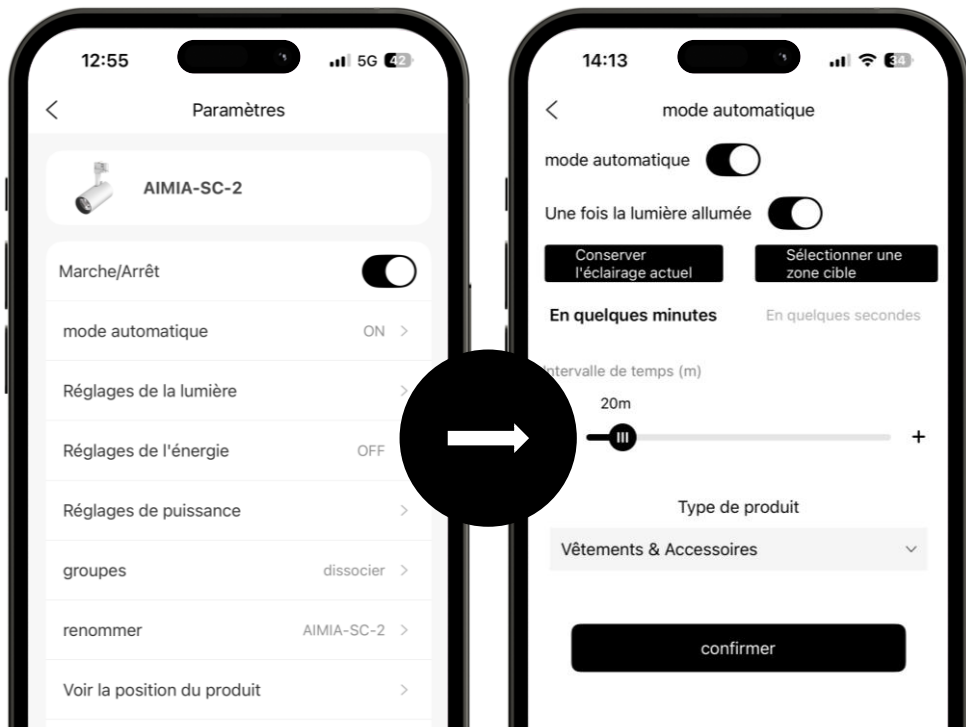 12:55
5G 42
Paramètres
AIMIA-SC-2
Marche/Arrêt
mode automatique ON
Réglages de la lumière
Réglages de l'énergie OFF
Réglages de puissance
groupes dissocier
renommer AIMIA-SC-2
Voir la position du produit
14:13
34
mode automatique
mode automatique
Une fois la lumière allumée
Conserver
l'éclairage actuel
Sélectionner une
zone cible
En quelques minutes
En quelques secondes
Intervalle de temps (m)
20m
+
Type de produit
Vêtements & Accessoires
confirmer